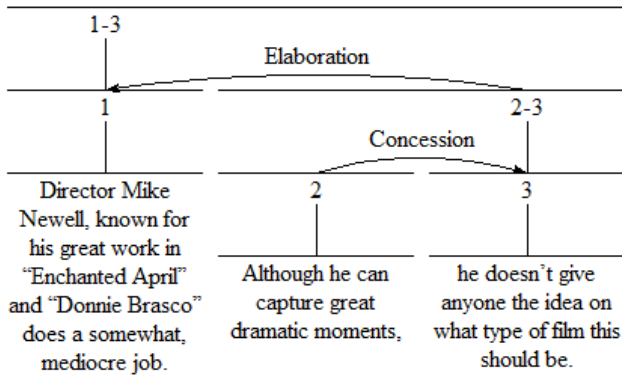 1-3
Elaboration
1
2-3
Concession
2
3
Director Mike
Newell, known for
his great work in
“Enchanted April”
and “Donnie Brasco”
does a somewhat,
mediocre job.
Although he can
capture great
dramatic moments,
he doesn’t give
anyone the idea on
what type of film this
should be.